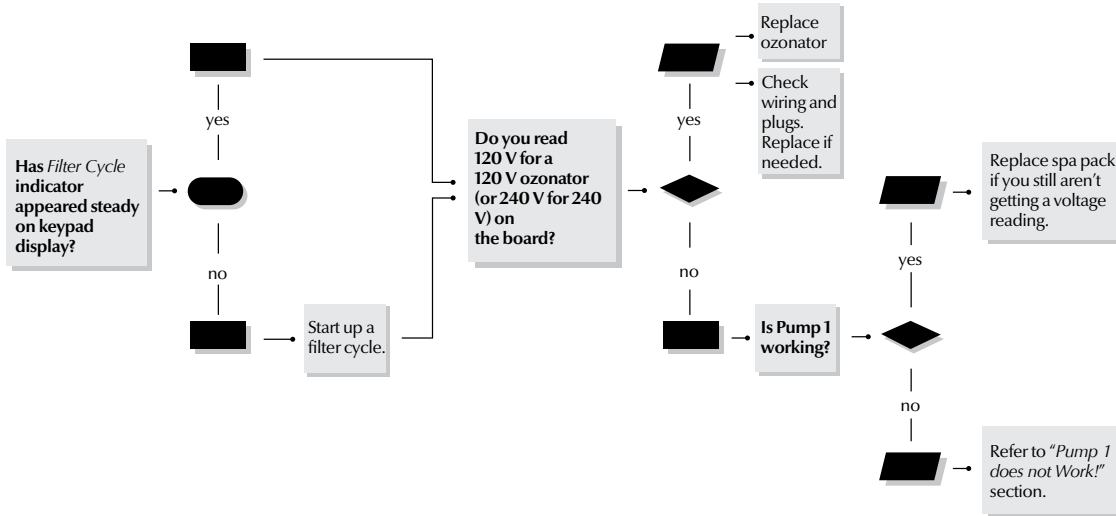 Has Filter Cycle
indicator
appeared steady
on keypad
display?
yes
no
Start up a
filter cycle.
Do you read
120 V for a
120 V ozonator
(or 240 V for 240
V) on
the board?
yes
no
Replace
ozonator
Check
wiring and
plugs.
Replace if
needed.
Is Pump 1
working?
yes
no
Replace spa pack
if you still aren't
getting a voltage
reading.
Refer to "Pump 1
does not Work!"
section.